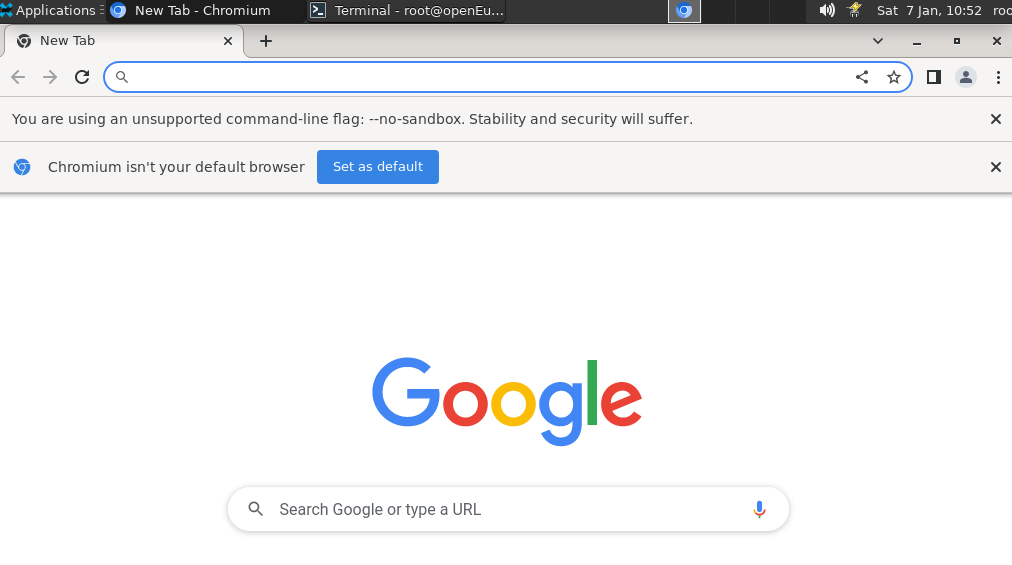 Applications New Tab - Chromium Terminal - root@openEu... Sat 7 Jan, 10:52 roo
New Tab
You are using an unsupported command-line flag: --no-sandbox. Stability and security will suffer.
Chromium isn't your default browser Set as default
Google
Search Google or type a URL